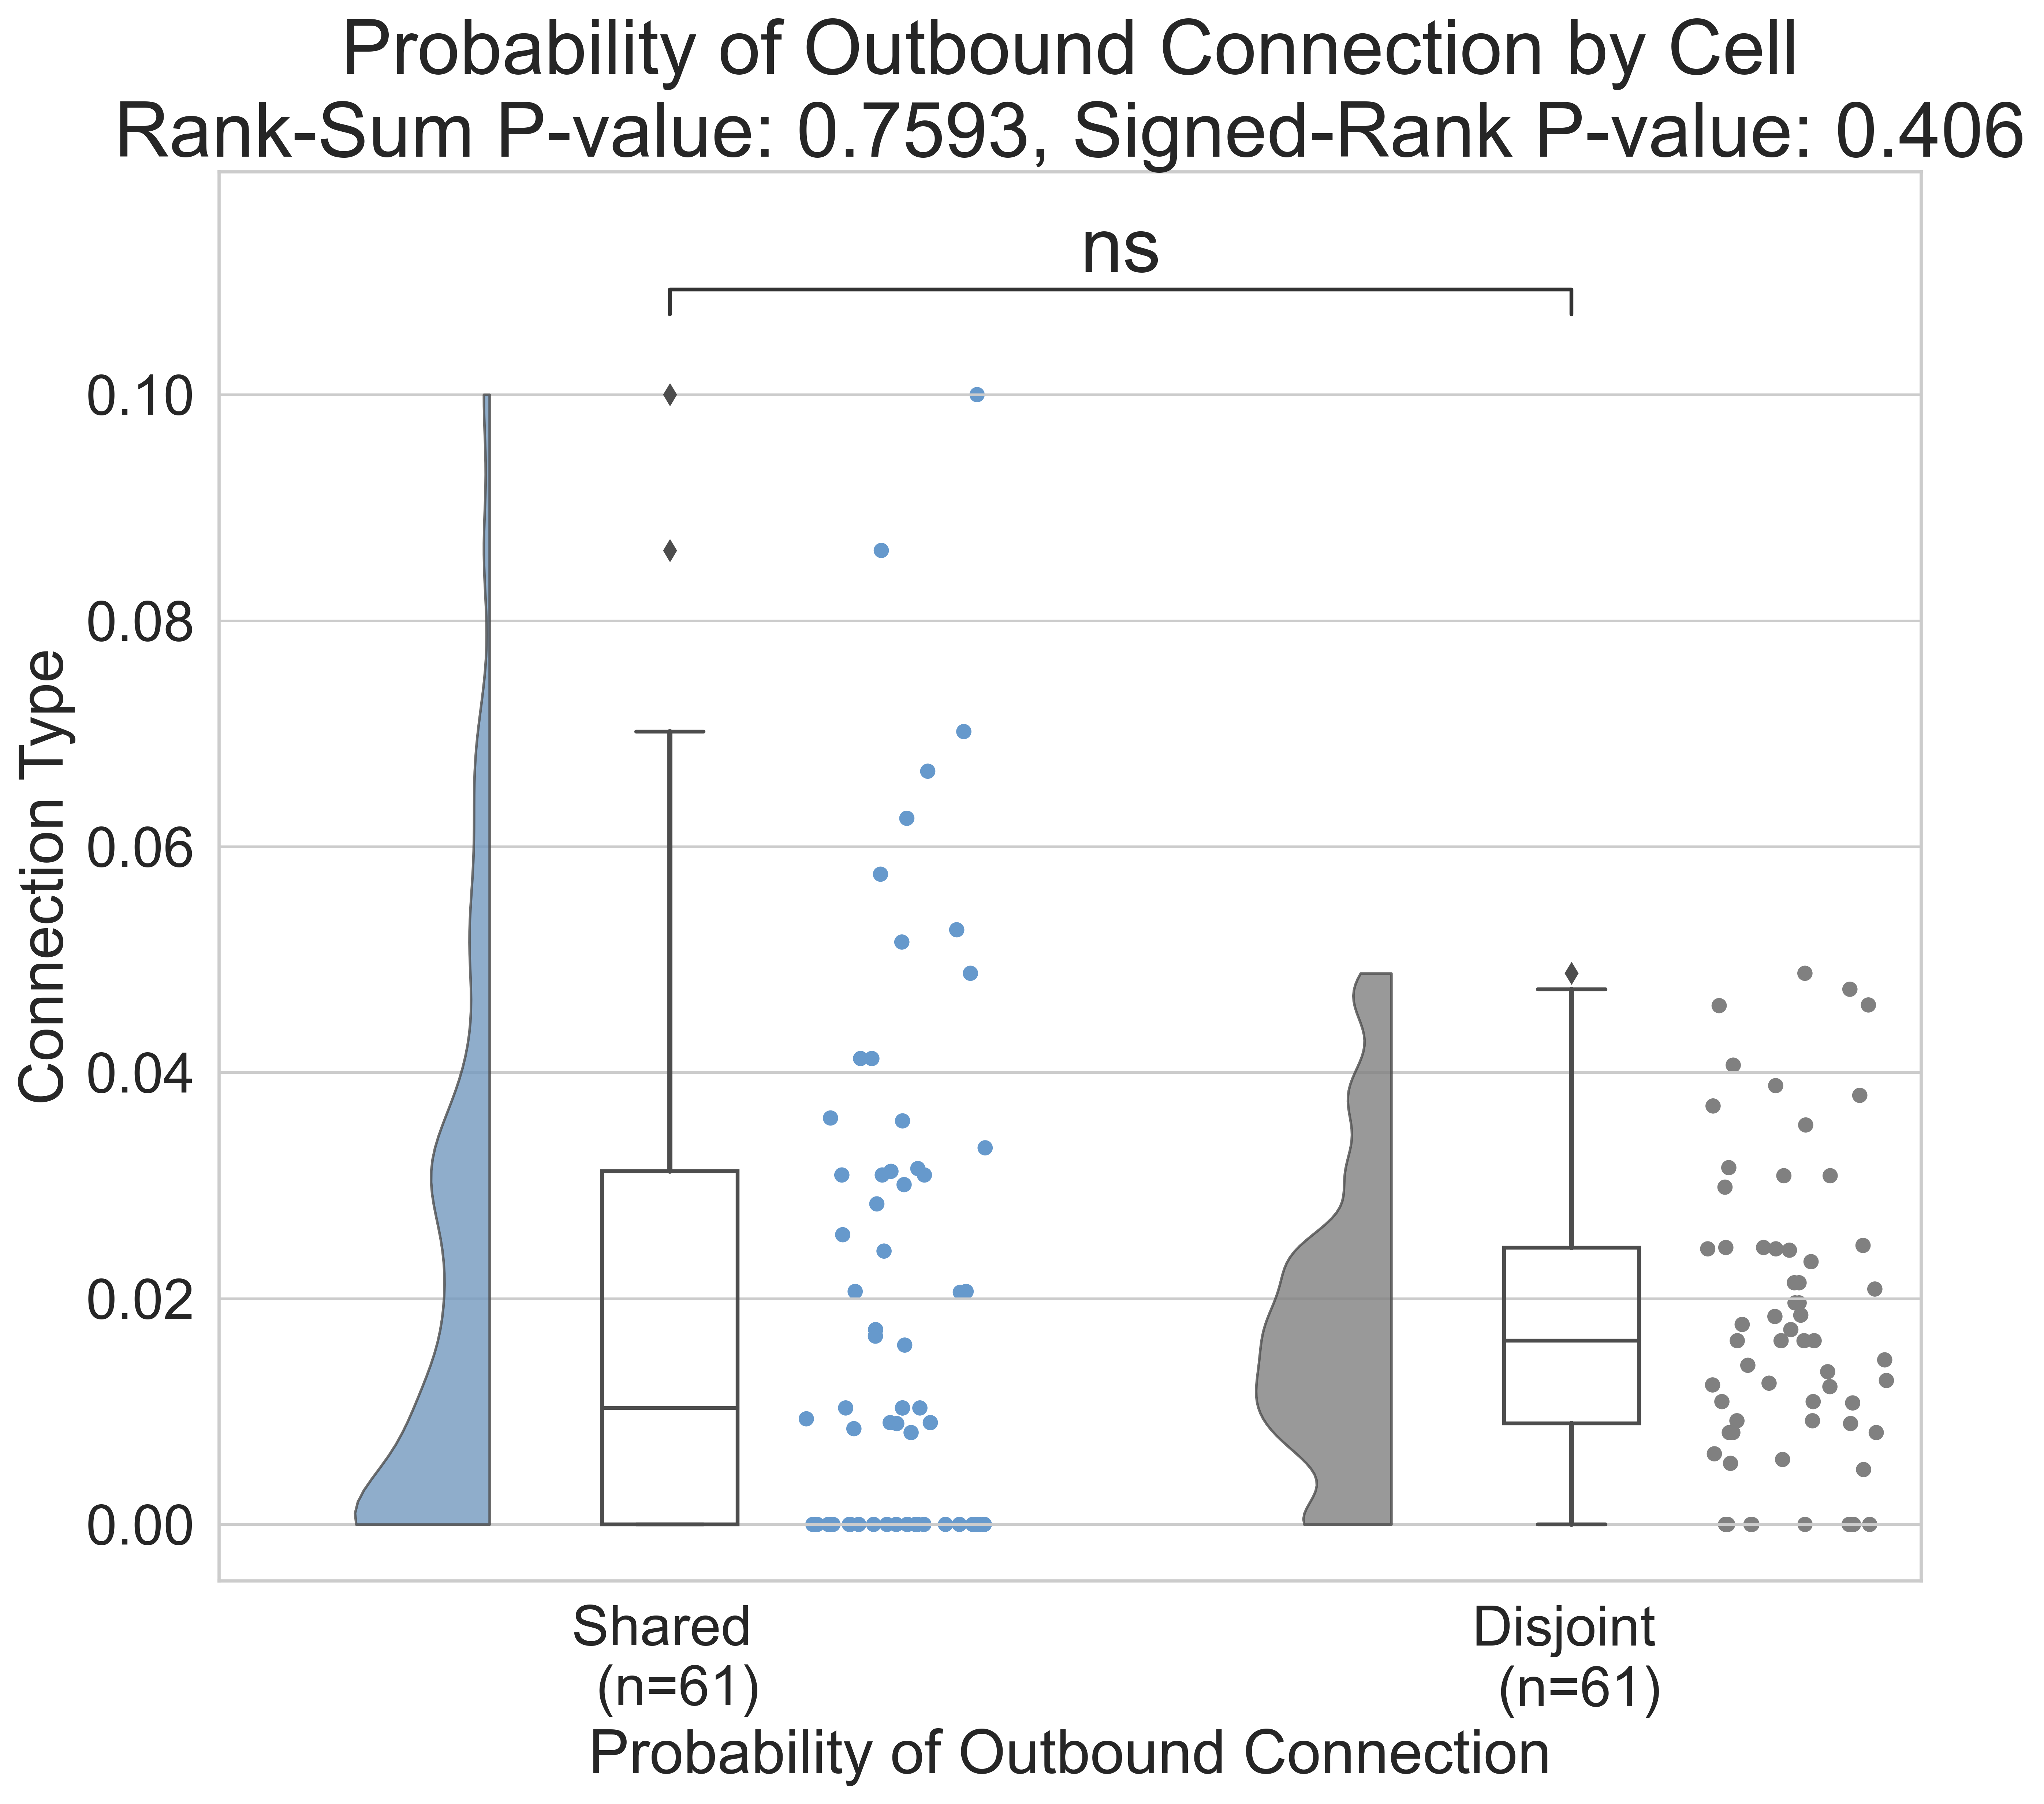 Probability of Outbound Connection by Cell
Rank-Sum P-value: 0.7593, Signed-Rank P-value: 0.406
ns
0.10
0.08
0.06
0.04
0.02
0.00
Connection Type
Shared
(n=61)
Disjoint
(n=61)
Probability of Outbound Connection